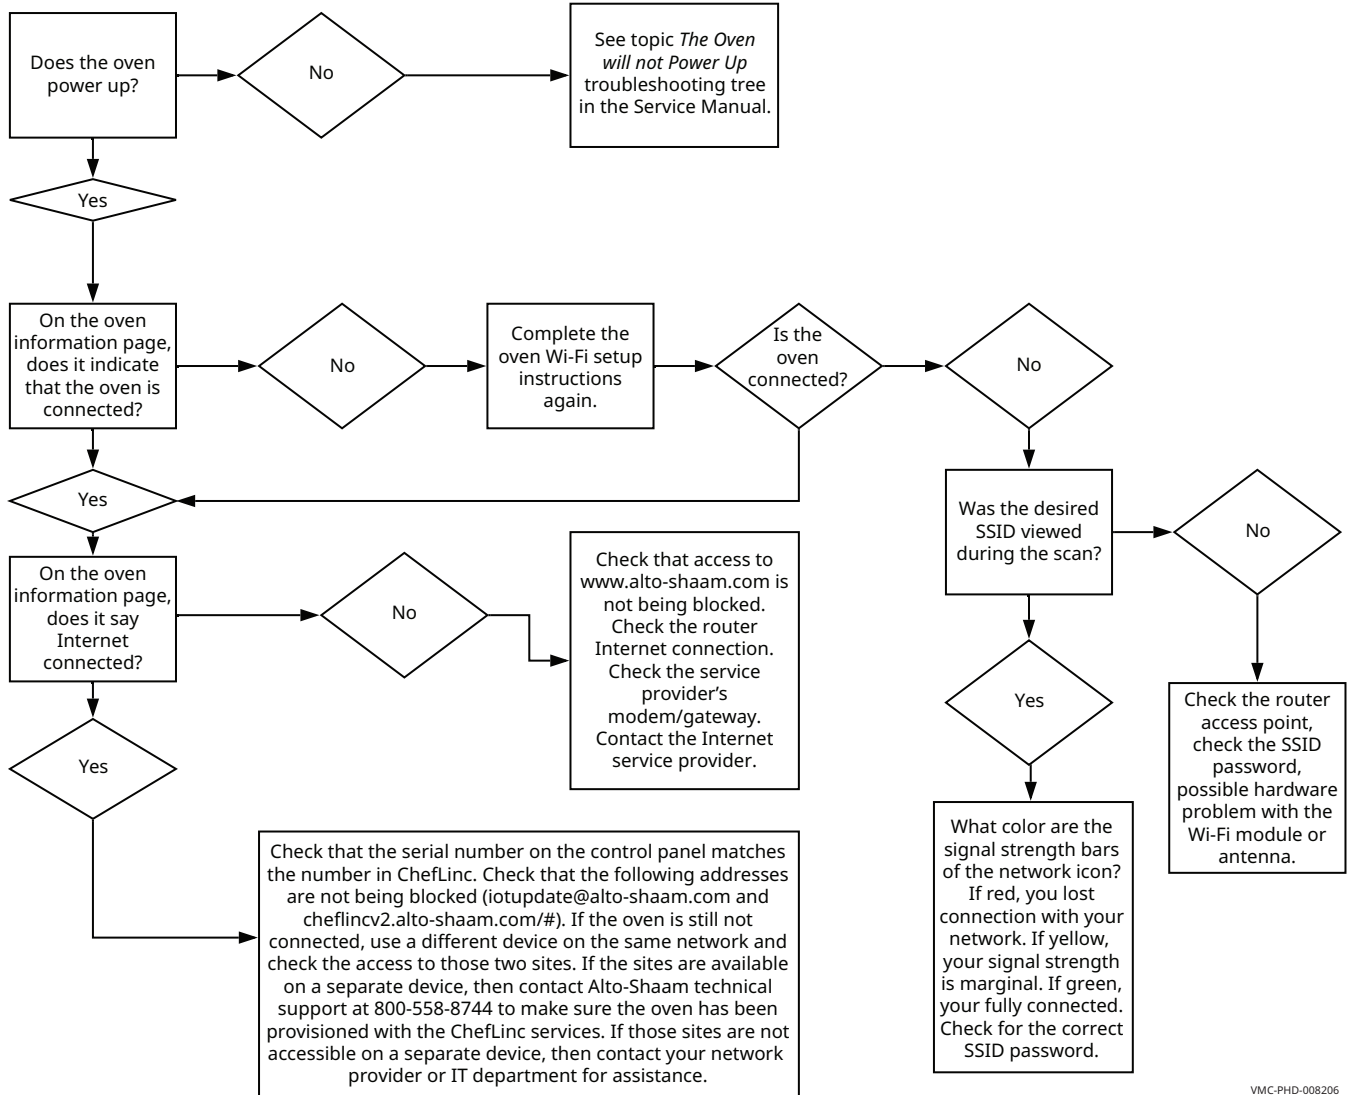 Does the oven
power up?
No
See topic The Oven
will not Power Up
troubleshooting tree
in the Service Manual.
Yes
On the oven
information page,
does it indicate
that the oven is
connected?
No
Complete the
oven Wi-Fi setup
instructions
again.
Is the
oven
connected?
No
Yes
Was the desired
SSID viewed
during the scan?
No
On the oven
information page,
does it say
Internet
connected?
No
Check that access to
www.alto-shaam.com is
not being blocked.
Check the router
Internet connection.
Check the service
provider’s
modem/gateway.
Contact the Internet
service provider.
Yes
Check the router
access point,
check the SSID
password,
possible hardware
problem with the
Wi-Fi module or
antenna.
Yes
What color are the
signal strength bars
of the network icon?
If red, you lost
connection with your
network. If yellow,
your signal strength
is marginal. If green,
your fully connected.
Check for the correct
SSID password.
Check that the serial number on the control panel matches
the number in ChefLinc. Check that the following addresses
are not being blocked (iotupdate@alto-shaam.com and
cheflincv2.alto-shaam.com/#). If the oven is still not
connected, use a different device on the same network and
check the access to those two sites. If the sites are available
on a separate device, then contact Alto-Shaam technical
support at 800-558-8744 to make sure the oven has been
provisioned with the ChefLinc services. If those sites are not
accessible on a separate device, then contact your network
provider or IT department for assistance.
VMC-PHD-008206